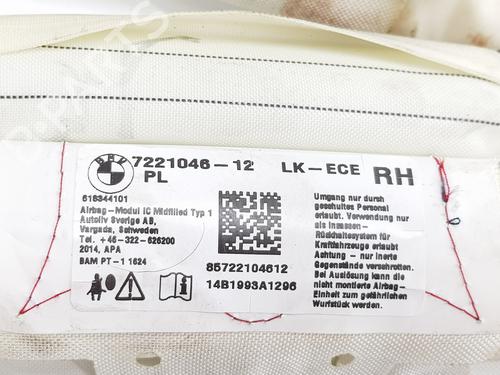 BMW
7221046-12 LK-ECE RH
PL
616344101
Airbag-Modul IC Midfilled Typ 1
Autoliv Sverige AB,
Vargada, Schweden
Tel. +46-322-626200
2014, APA
BAM PT-1 1624
85722104612
14B1993A1296
Umgang nur durch
geschultes Personal
erlaubt. Verwendung nur
als Insassen-
Rückhaltesystem für
Kraftfahrzeuge erlaubt
Achtung - nur inerte
Gegenstände verschrotten.
Bei Auslösung kann die
nicht montierte Airbag-
Einheit zum gefährlichen
Wurfstück werden.